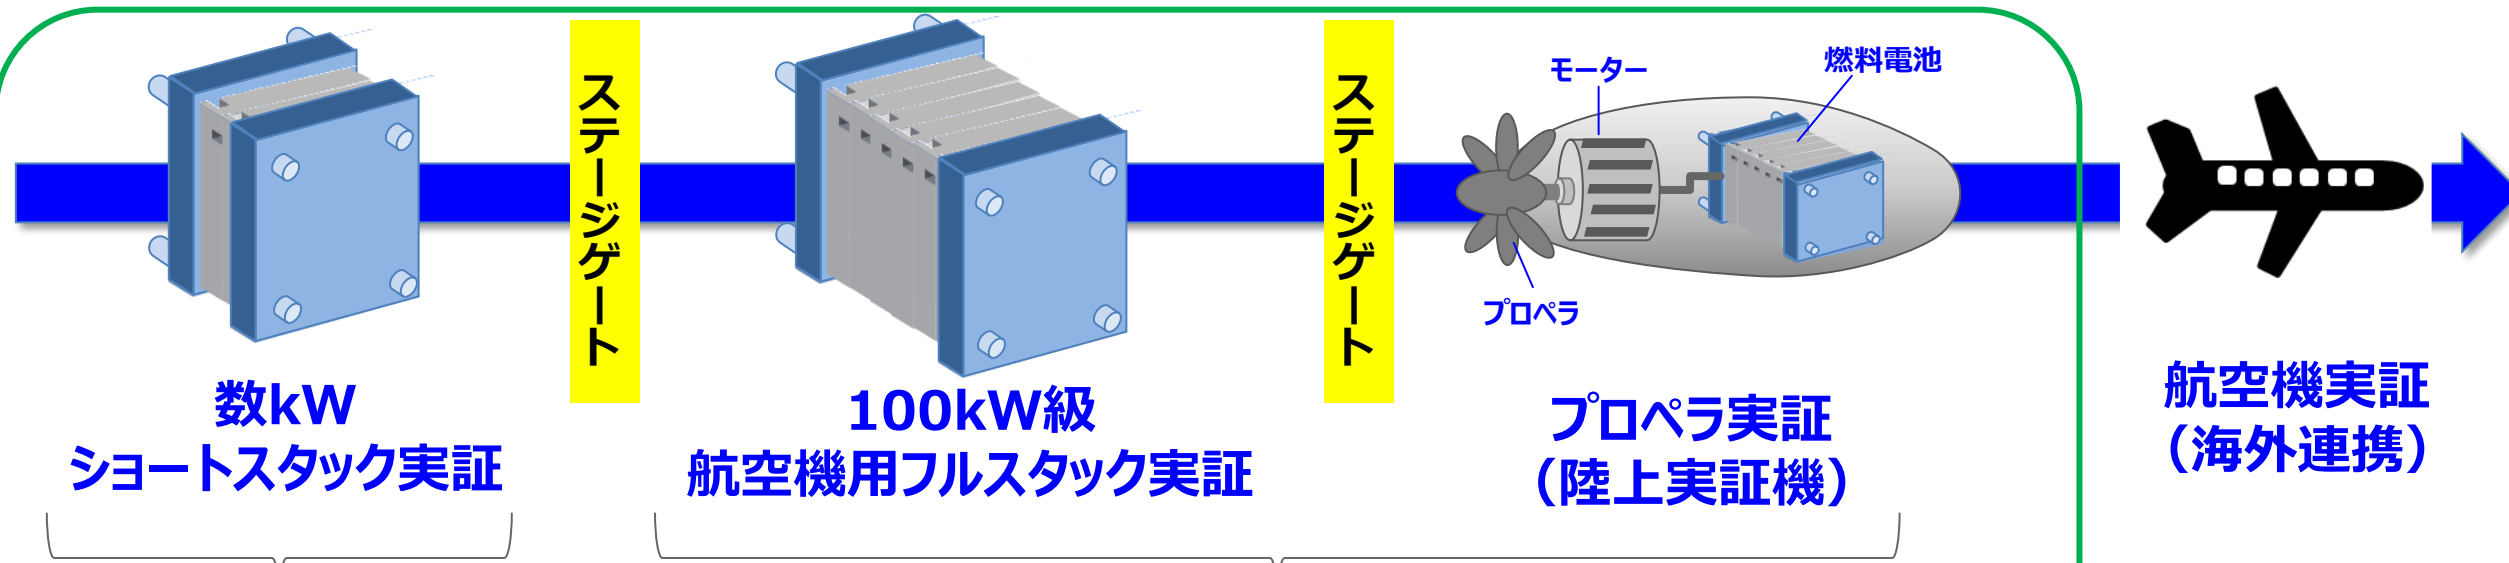 数kW
ショートスタック実証
ステージゲート
100kW級
航空機用フルスタック実証
ステージゲート
モーター
燃料電池
プロペラ
プロペラ実証
(陸上実証機)
航空機実証
(海外連携)